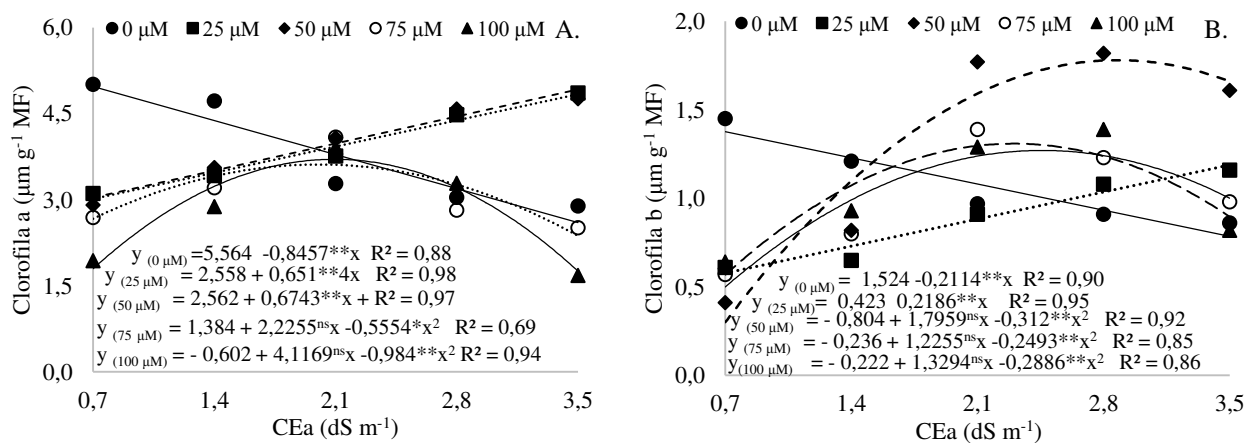 ● 0 μM ■ 25 μM ◆ 50 μM ○ 75 μM ▲ 100 μM
A.
Clorofila a (μm g⁻¹ MF)
6,0
4,5
3,0
1,5
0,0
y (0 μM) =5,564 -0,8457**x R² = 0,88
y (25 μM) = 2,558 + 0,651**4x R² = 0,98
y (50 μM) = 2,562 + 0,6743**x + R² = 0,97
y (75 μM) = 1,384 + 2,2255ⁿˢx -0,5554*x² R² = 0,69
y (100 μM) = - 0,602 + 4,1169ⁿˢx -0,984**x² R² = 0,94
0,7 1,4 2,1 2,8 3,5
CEa (dS m⁻¹)
● 0 μM ■ 25 μM ◆ 50 μM ○ 75 μM ▲ 100 μM
B.
Clorofila b (μm g⁻¹ MF)
2,0
1,5
1,0
0,5
0,0
y (0 μM) = 1,524 -0,2114**x R² = 0,90
y (25 μM) = 0,423 0,2186**x R² = 0,95
y (50 μM) = - 0,804 + 1,7959ⁿˢx -0,312**x² R² = 0,92
y (75 μM) = - 0,236 + 1,2255ⁿˢx -0,2493**x² R² = 0,85
y (100 μM) = - 0,222 + 1,3294ⁿˢx -0,2886**x² R² = 0,86
0,7 1,4 2,1 2,8 3,5
CEa (dS m⁻¹)